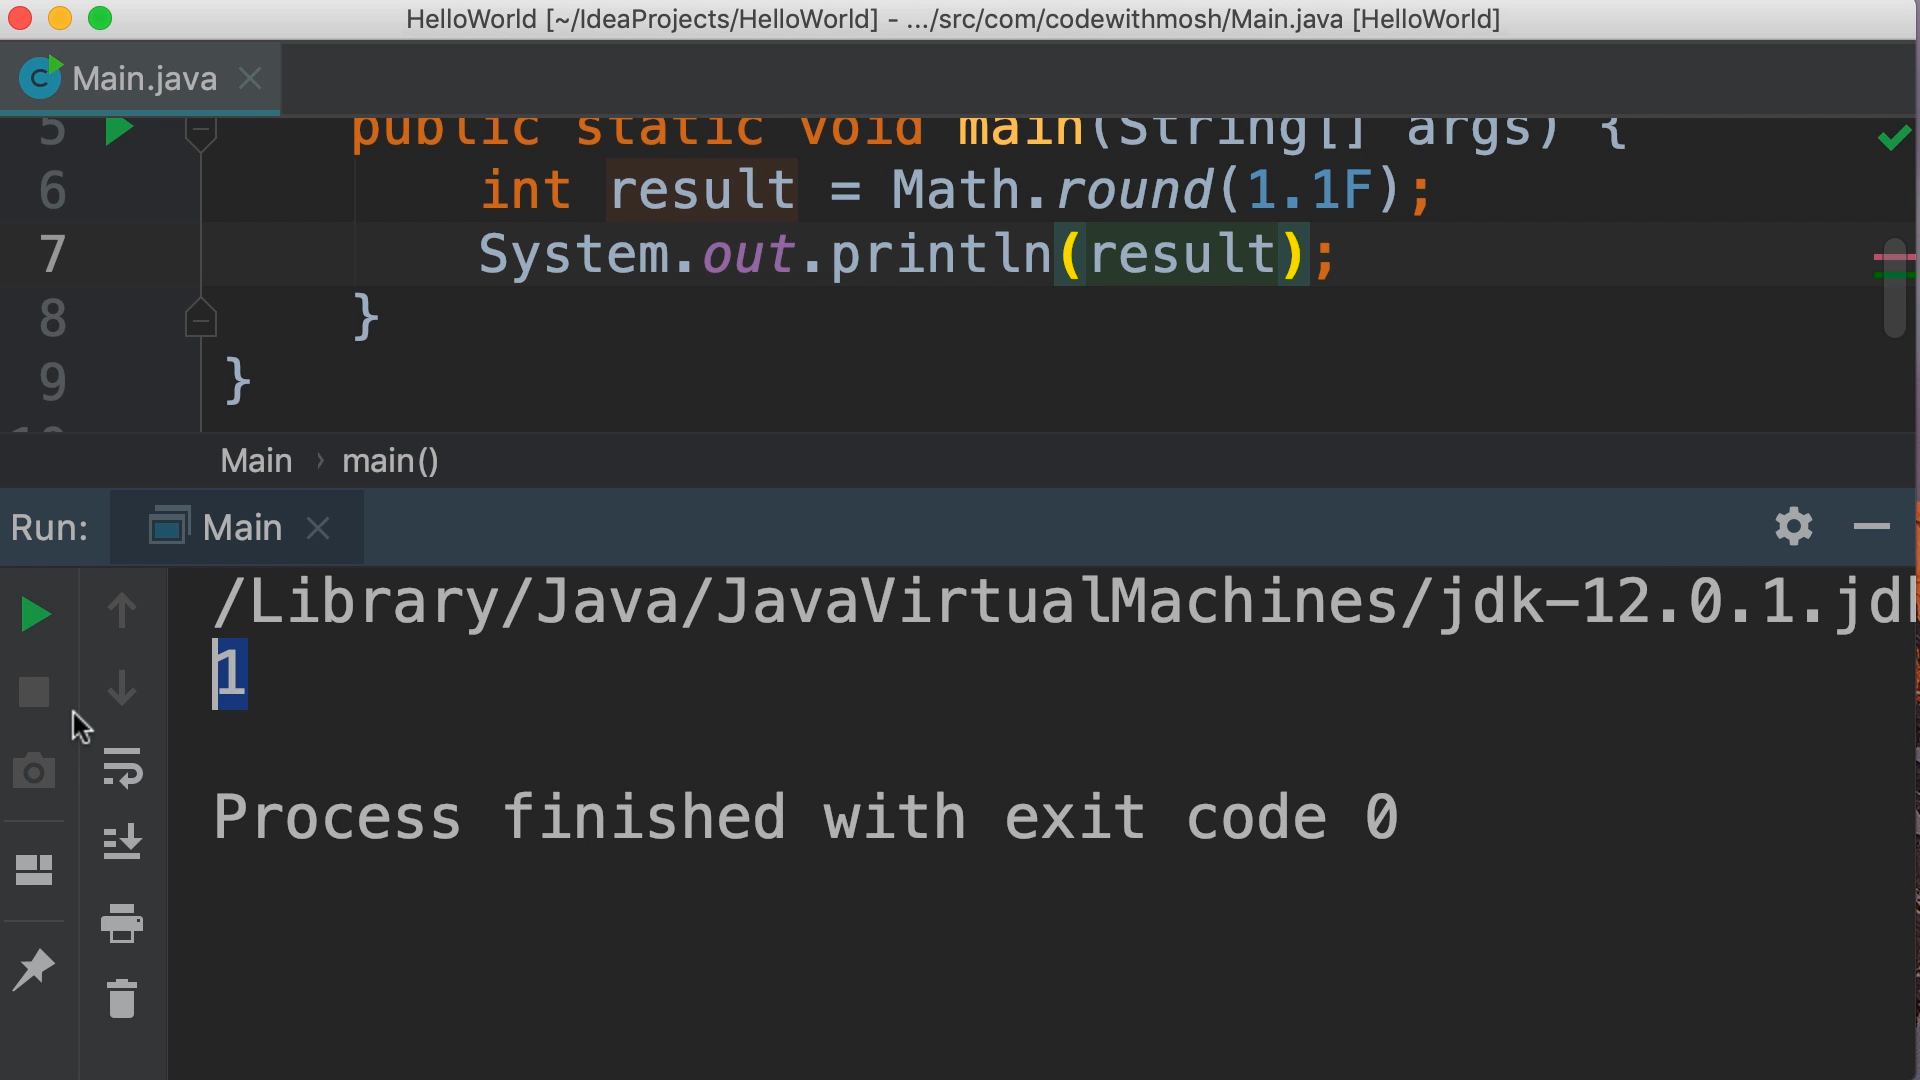 HelloWorld [~/IdeaProjects/HelloWorld] - .../src/com/codewithmosh/Main.java [HelloWorld]
Main.java
5 public static void main(String[] args) {
6 int result = Math.round(1.1F);
7 System.out.println(result);
8 }
9 }
Main › main()
Run: Main
/Library/Java/JavaVirtualMachines/jdk-12.0.1.jd
1
Process finished with exit code 0